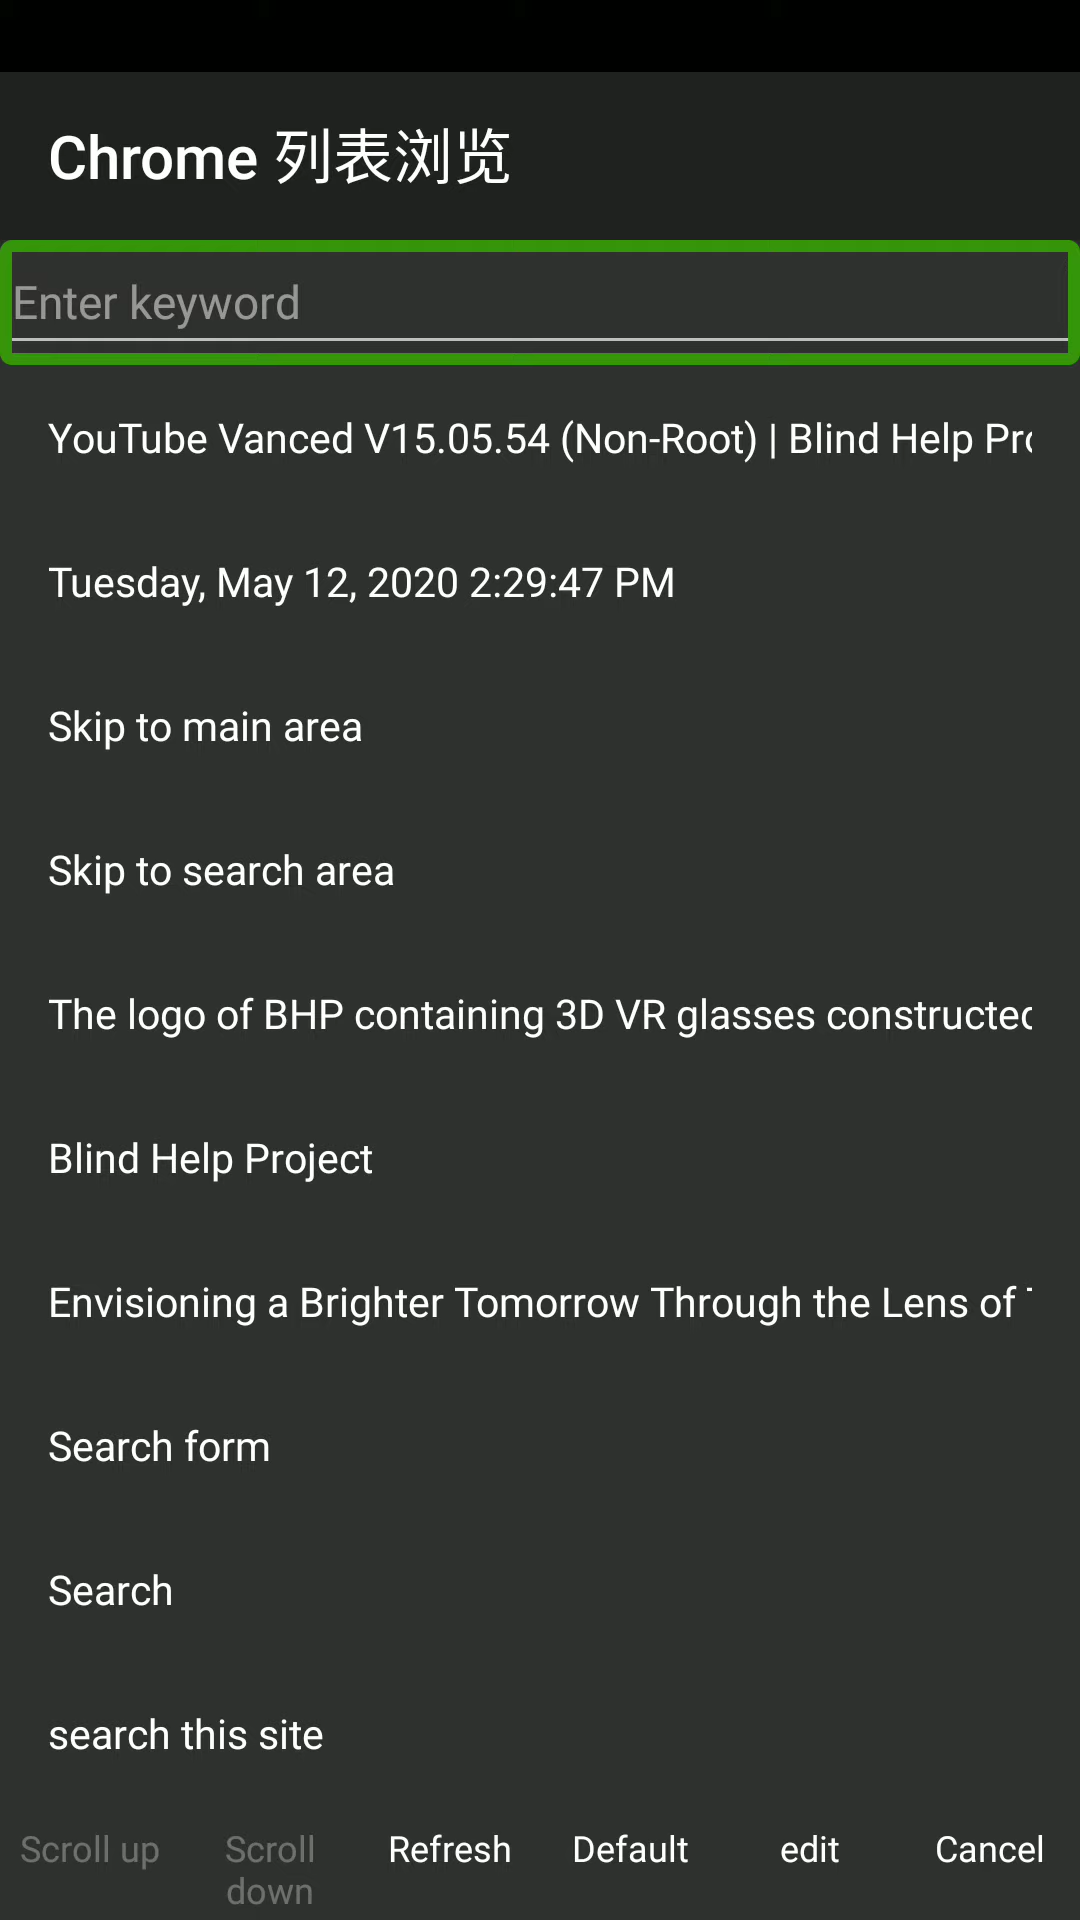 Chrome 列表浏览
Enter keyword
YouTube Vanced V15.05.54 (Non-Root) | Blind Help Pro
Tuesday, May 12, 2020 2:29:47 PM
Skip to main area
Skip to search area
The logo of BHP containing 3D VR glasses constructed
Blind Help Project
Envisioning a Brighter Tomorrow Through the Lens of
Search form
Search
search this site
Scroll up
Scroll
down
Refresh
Default
edit
Cancel